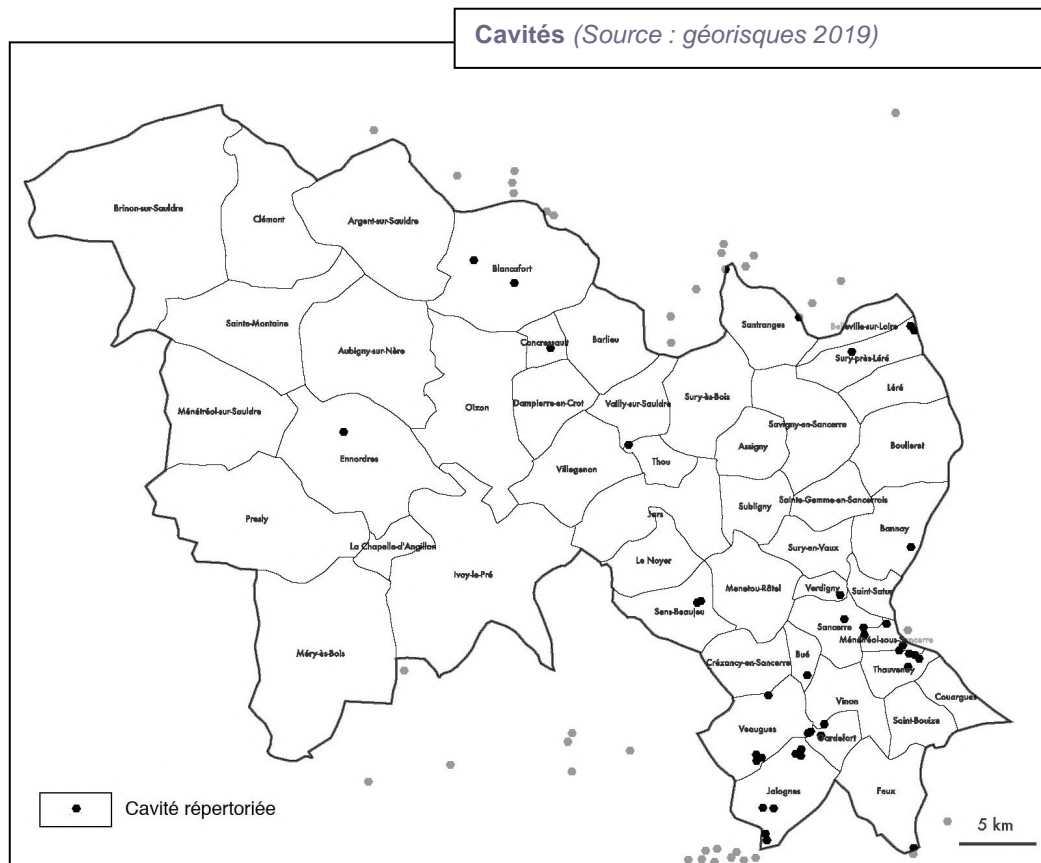 Cavités (Source : géorisques 2019)
Brinon-sur-Sauldre
Clémont
Argent-sur-Sauldre
Blancafort
Sainte-Montaine
Aubigny-sur-Nère
Concressault
Barlieu
Santranges
Belleville-sur-Loire
Sury-près-Léré
Léré
Ménétréol-sur-Sauldre
Oizon
Dampierre-en-Crot
Vailly-sur-Sauldre
Sury-ès-Bois
Savigny-en-Sancerre
Ennordres
Villegenon
Thou
Assigny
Boulleret
Presly
Jars
Subligny
Sainte-Gemme-en-Sancerrois
Bannay
La Chapelle-d'Angillon
Ivoy-le-Pré
Le Noyer
Sury-en-Vaux
Menetou-Râtel
Verdigny
Saint-Satur
Sens-Beaujeu
Sancerre
Ménétréol-sous-Sancerre
Méry-ès-Bois
Crézancy-en-Sancerre
Bué
Thauvenay
Vinon
Couargues
Veaugues
Gardefort
Saint-Bouize
Jalognes
Feux
Cavité répertoriée
5 km